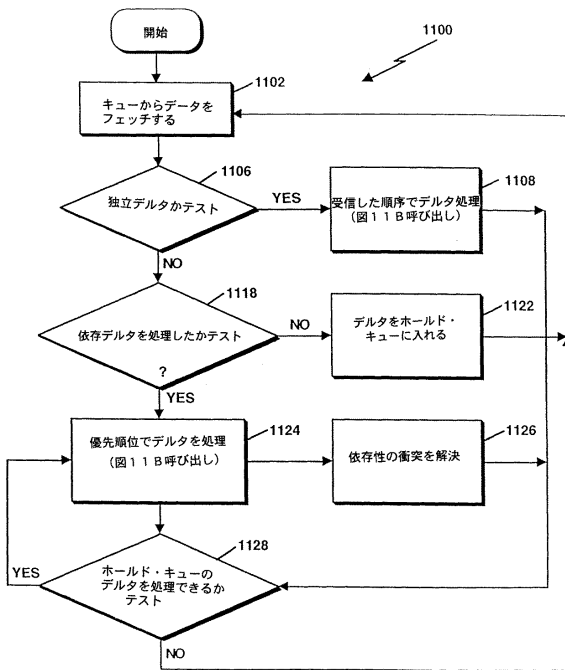 開始
1100
1102
キューからデータを
フェッチする
1106
独立デルタかテスト
YES
1108
受信した順序でデルタ処理
(図11B呼び出し)
NO
1118
依存デルタを処理したかテスト
?
NO
1122
デルタをホールド・
キューに入れる
YES
1124
優先順位でデルタを処理
(図11B呼び出し)
1126
依存性の衝突を解決
1128
ホールド・キューの
デルタを処理できるか
テスト
YES
NO